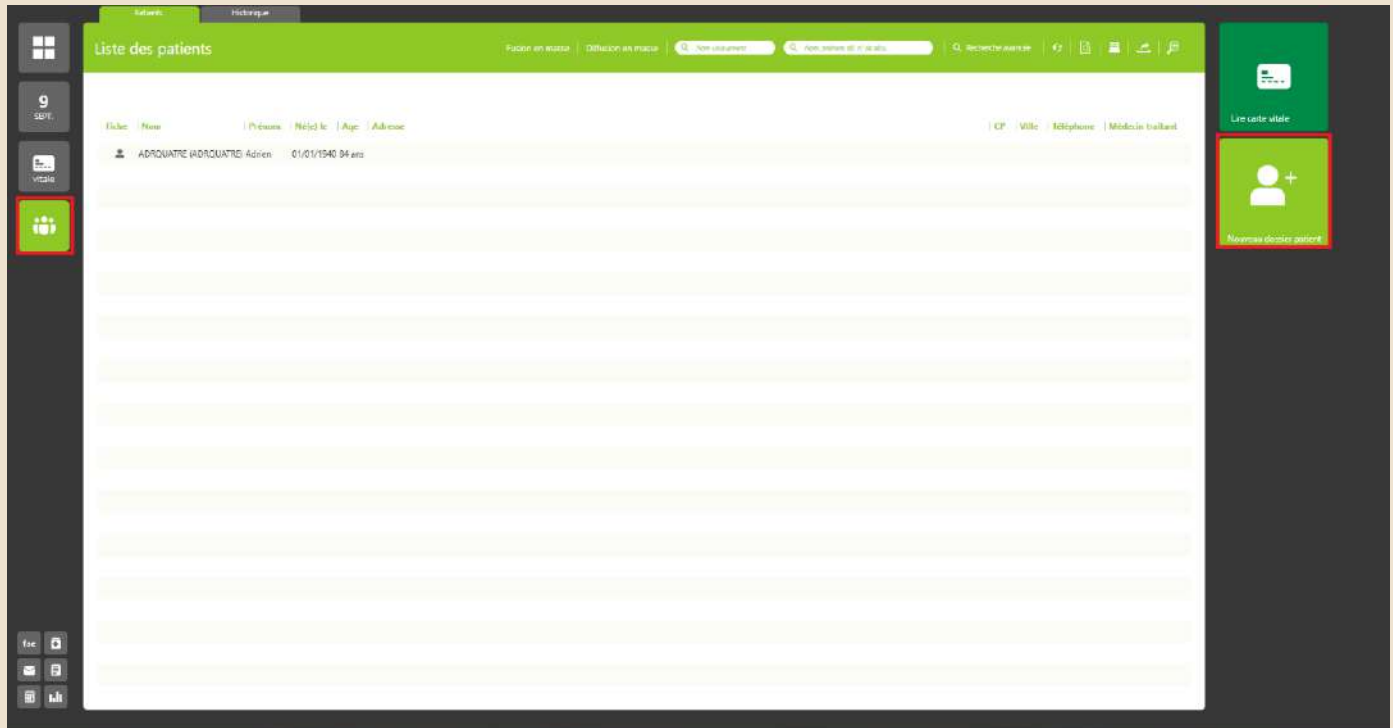 Patients Historique
Liste des patients Fusion en masse Diffusion en masse Recherche avancée
9
SEPT.
Lire carte vitale
Fiche Nom Prénom Né(e) le Age Adresse CP Ville Téléphone Médecin traitant
ADRQUATRE (ADRQUATRE) Adrien 01/01/1940 84 ans
vitale
Nouveau dossier patient
fse